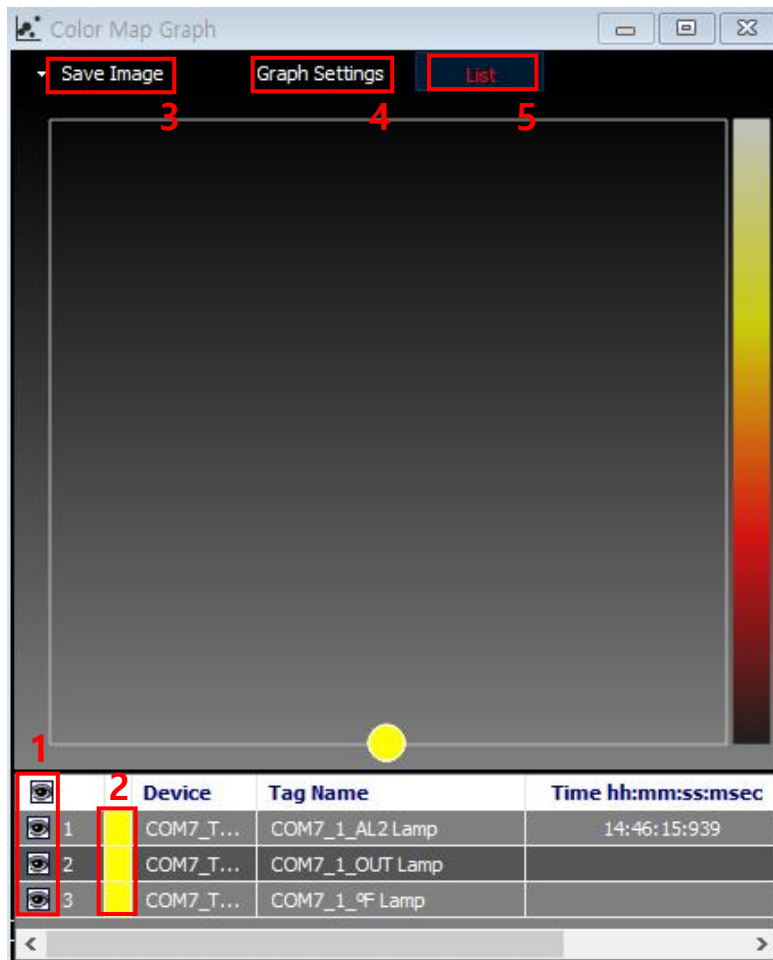 Color Map Graph
Save Image Graph Settings List
3 4 5
1 2
Device Tag Name Time hh:mm:ss:msec
1 COM7_T... COM7_1_AL2 Lamp 14:46:15:939
2 COM7_T... COM7_1_OUT Lamp
3 COM7_T... COM7_1_ºF Lamp